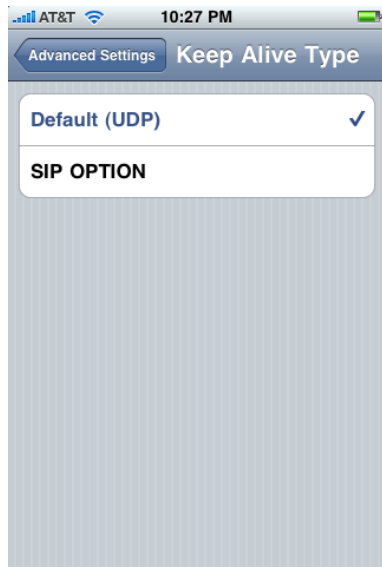 AT&T 10:27 PM
Advanced Settings Keep Alive Type
Default (UDP)
SIP OPTION